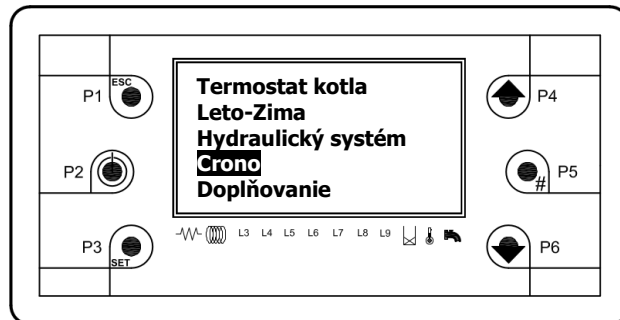 ESC
P1
P2
P3
SET
Termostat kotla
Leto-Zima
Hydraulický systém
Crono
Doplňovanie
L3 L4 L5 L6 L7 L8 L9
P4
P5
#
P6